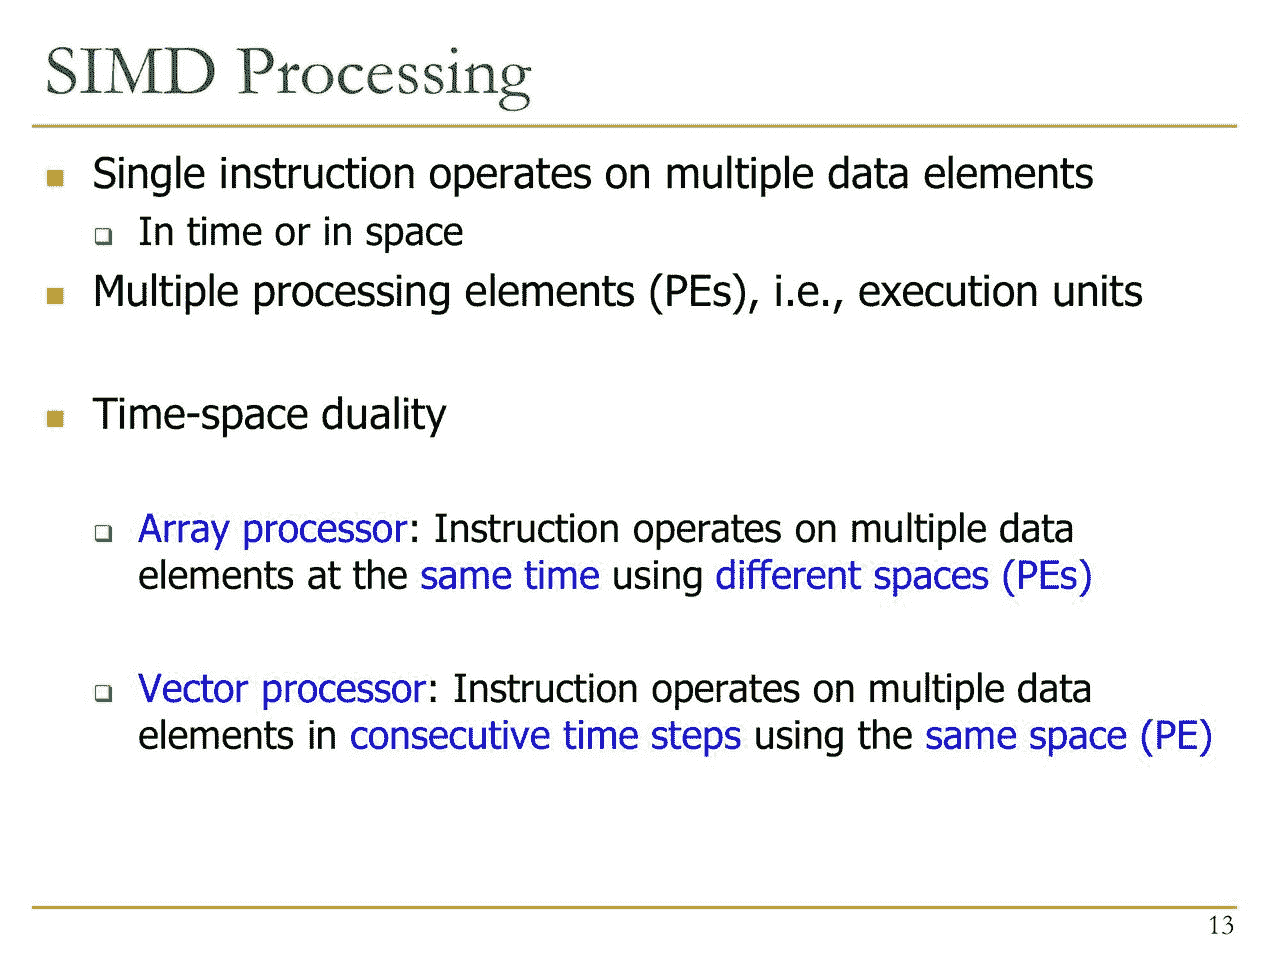 SIMD Processing
Single instruction operates on multiple data elements
In time or in space
Multiple processing elements (PEs), i.e., execution units
Time-space duality
Array processor: Instruction operates on multiple data
elements at the same time using different spaces (PEs)
Vector processor: Instruction operates on multiple data
elements in consecutive time steps using the same space (PE)
13